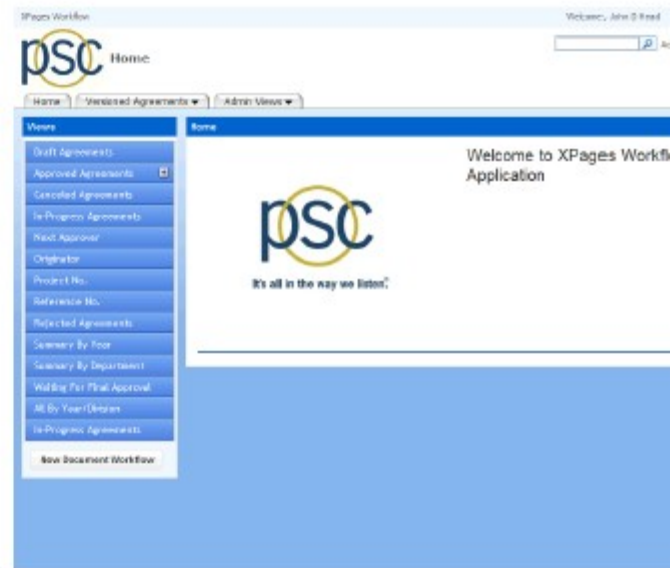 XPages Workflow
Welcome, John D Head
psc Home
Home
Versioned Agreements
Admin Views
Views
Home
Draft Agreements
Approved Agreements
Canceled Agreements
In-Progress Agreements
Next Approver
Originator
Project No.
Reference No.
Rejected Agreements
Summary By Year
Summary By Department
Waiting For Final Approval
All By Year/Division
In-Progress Agreements
New Document Workflow
Welcome to XPages Workfl
Application
psc
It's all in the way we listen.